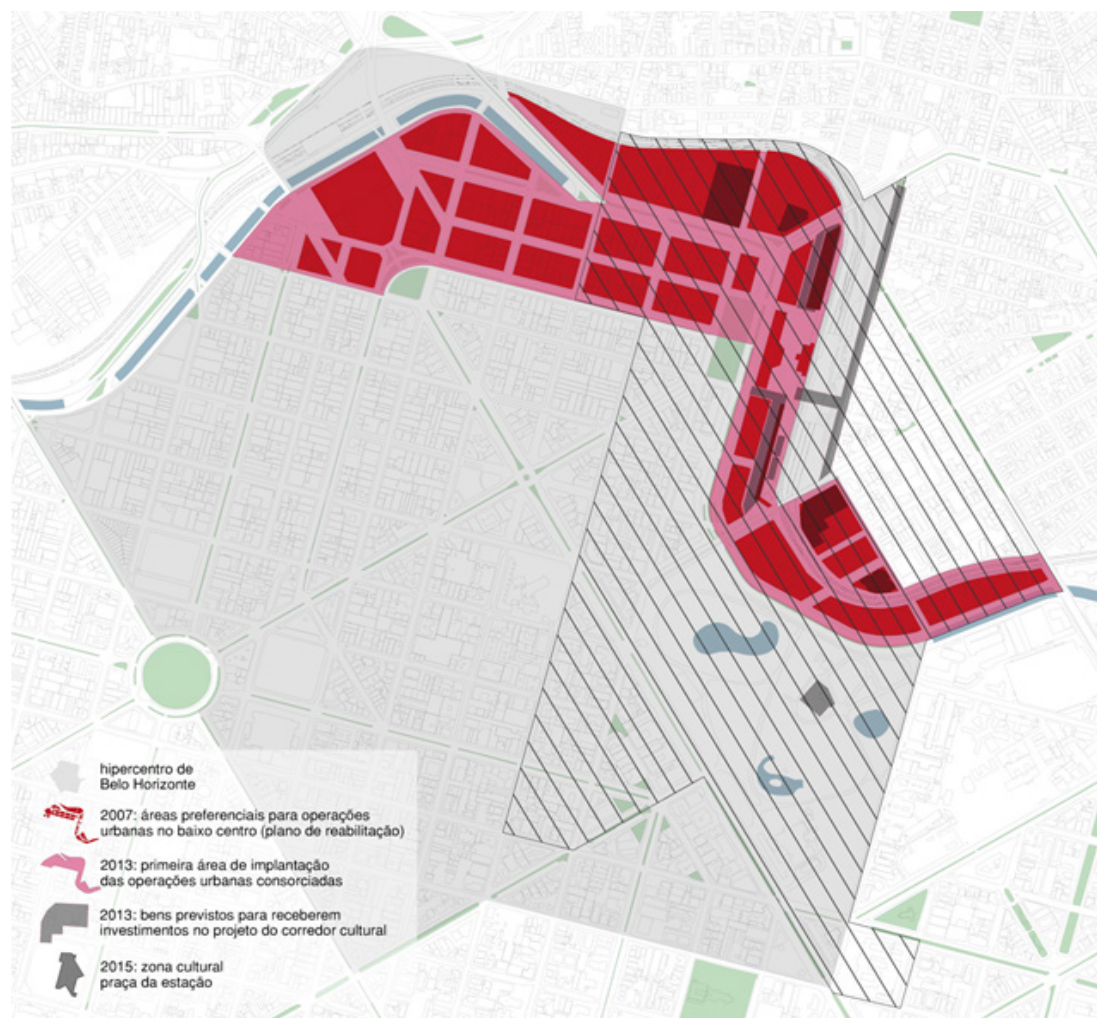 hipercentro de
Belo Horizonte
2007: áreas preferenciais para operações
urbanas no baixo centro (plano de reabilitação)
2013: primeira área de implantação
das operações urbanas consorciadas
2013: bens previstos para receberem
investimentos no projeto do corredor cultural
2015: zona cultural
praça da estação